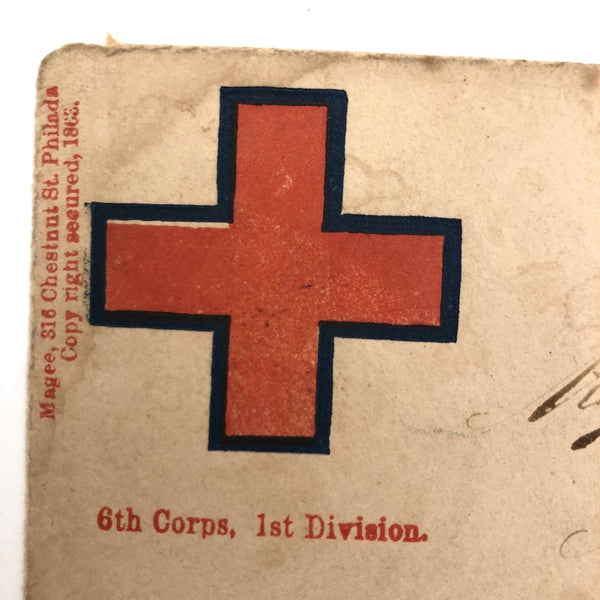 Magee, 316 Chestnut St. Philada
Copy right secured, 1863.
6th Corps, 1st Division.